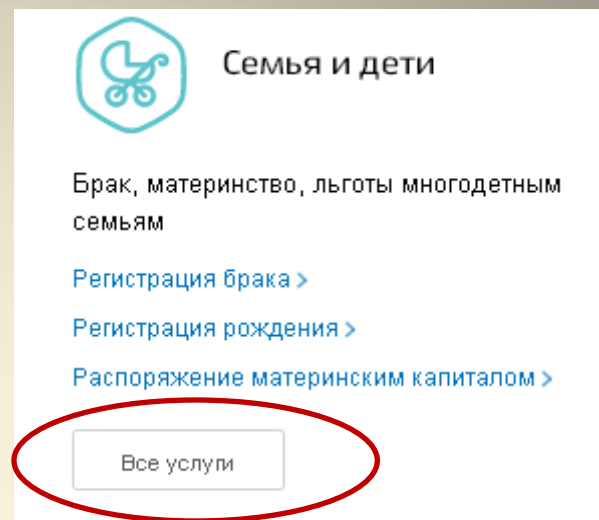 Семья и дети
Брак, материнство, льготы многодетным
семьям
Регистрация брака >
Регистрация рождения >
Распоряжение материнским капиталом >
Все услуги